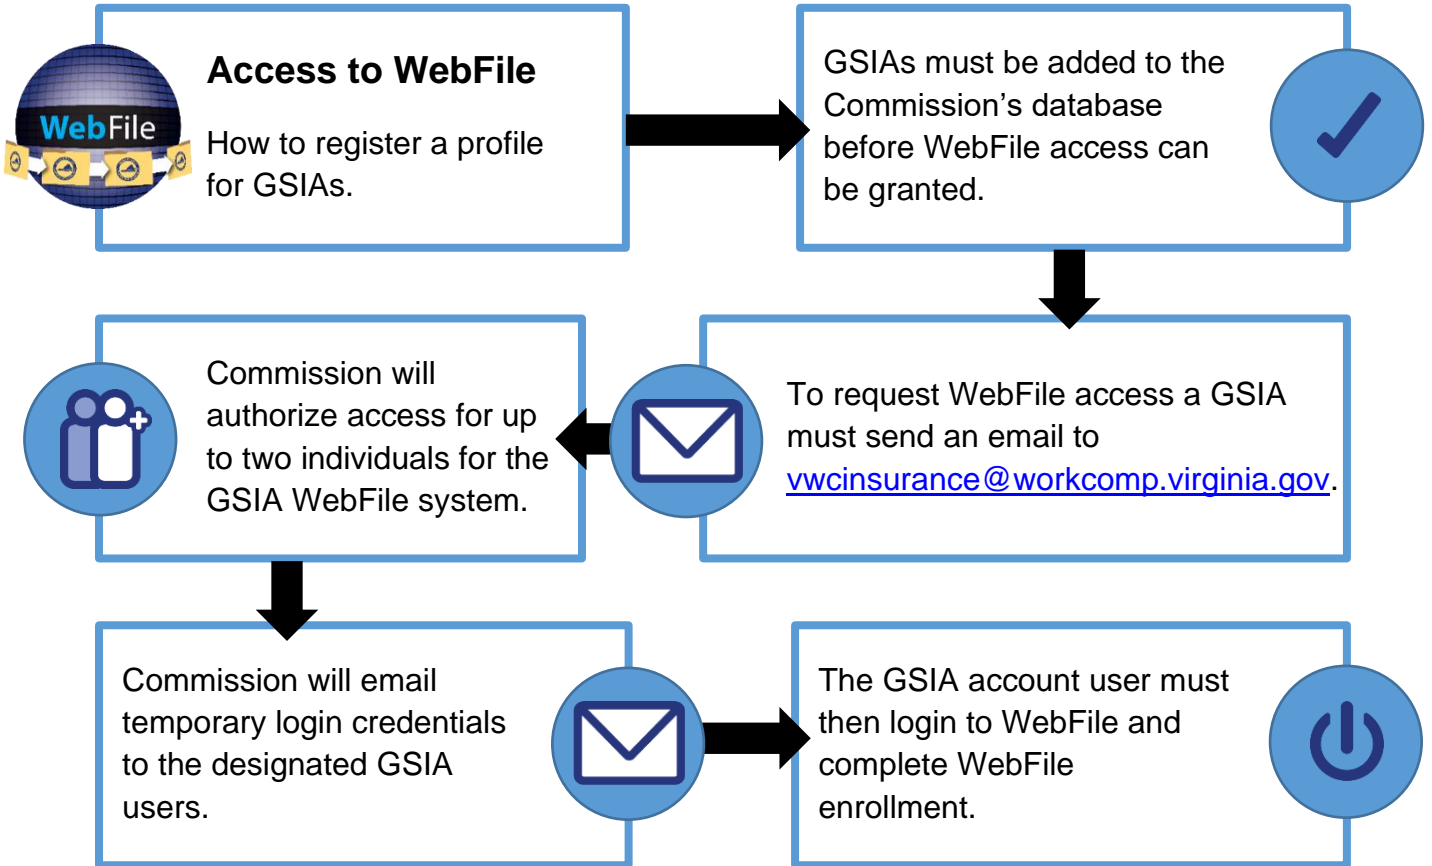 WebFile
Access to WebFile
How to register a profile
for GSIAs.
GSIAs must be added to the
Commission’s database
before WebFile access can
be granted.
To request WebFile access a GSIA
must send an email to
vwcinsurance@workcomp.virginia.gov.
Commission will
authorize access for up
to two individuals for the
GSIA WebFile system.
Commission will email
temporary login credentials
to the designated GSIA
users.
The GSIA account user must
then login to WebFile and
complete WebFile
enrollment.